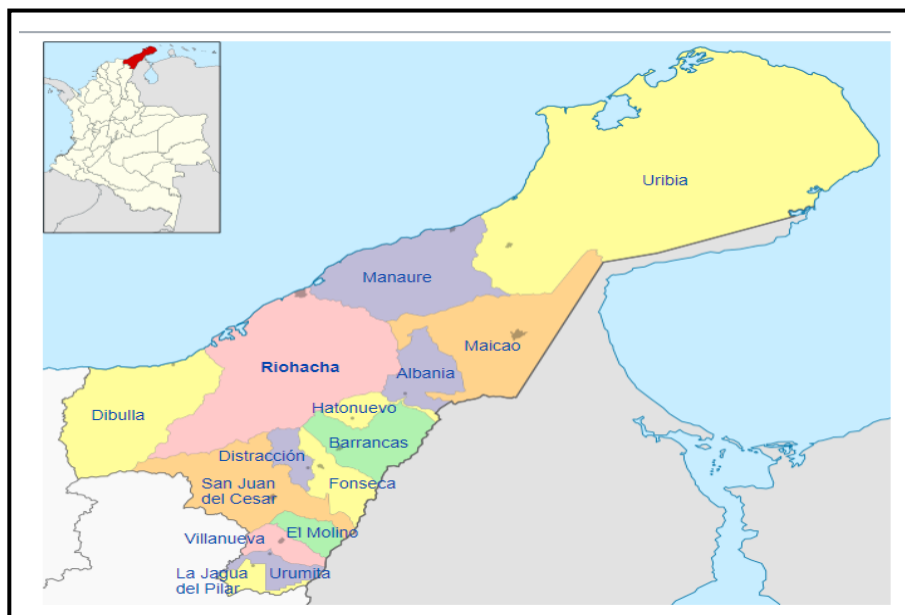 Uribia
Manaure
Maicao
Riohacha
Albania
Dibulla
Hatonuevo
Barrancas
Distracción
Fonseca
San Juan
del Cesar
El Molino
Villanueva
La Jagua
del Pilar
Urumita